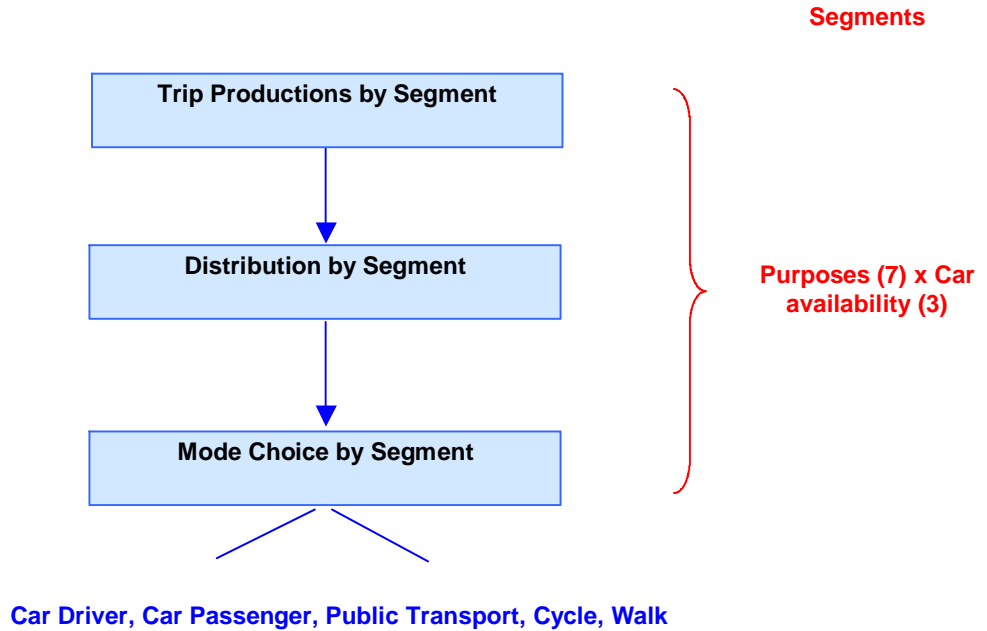 Segments
Trip Productions by Segment
Distribution by Segment
Purposes (7) x Car
availability (3)
Mode Choice by Segment
Car Driver, Car Passenger, Public Transport, Cycle, Walk